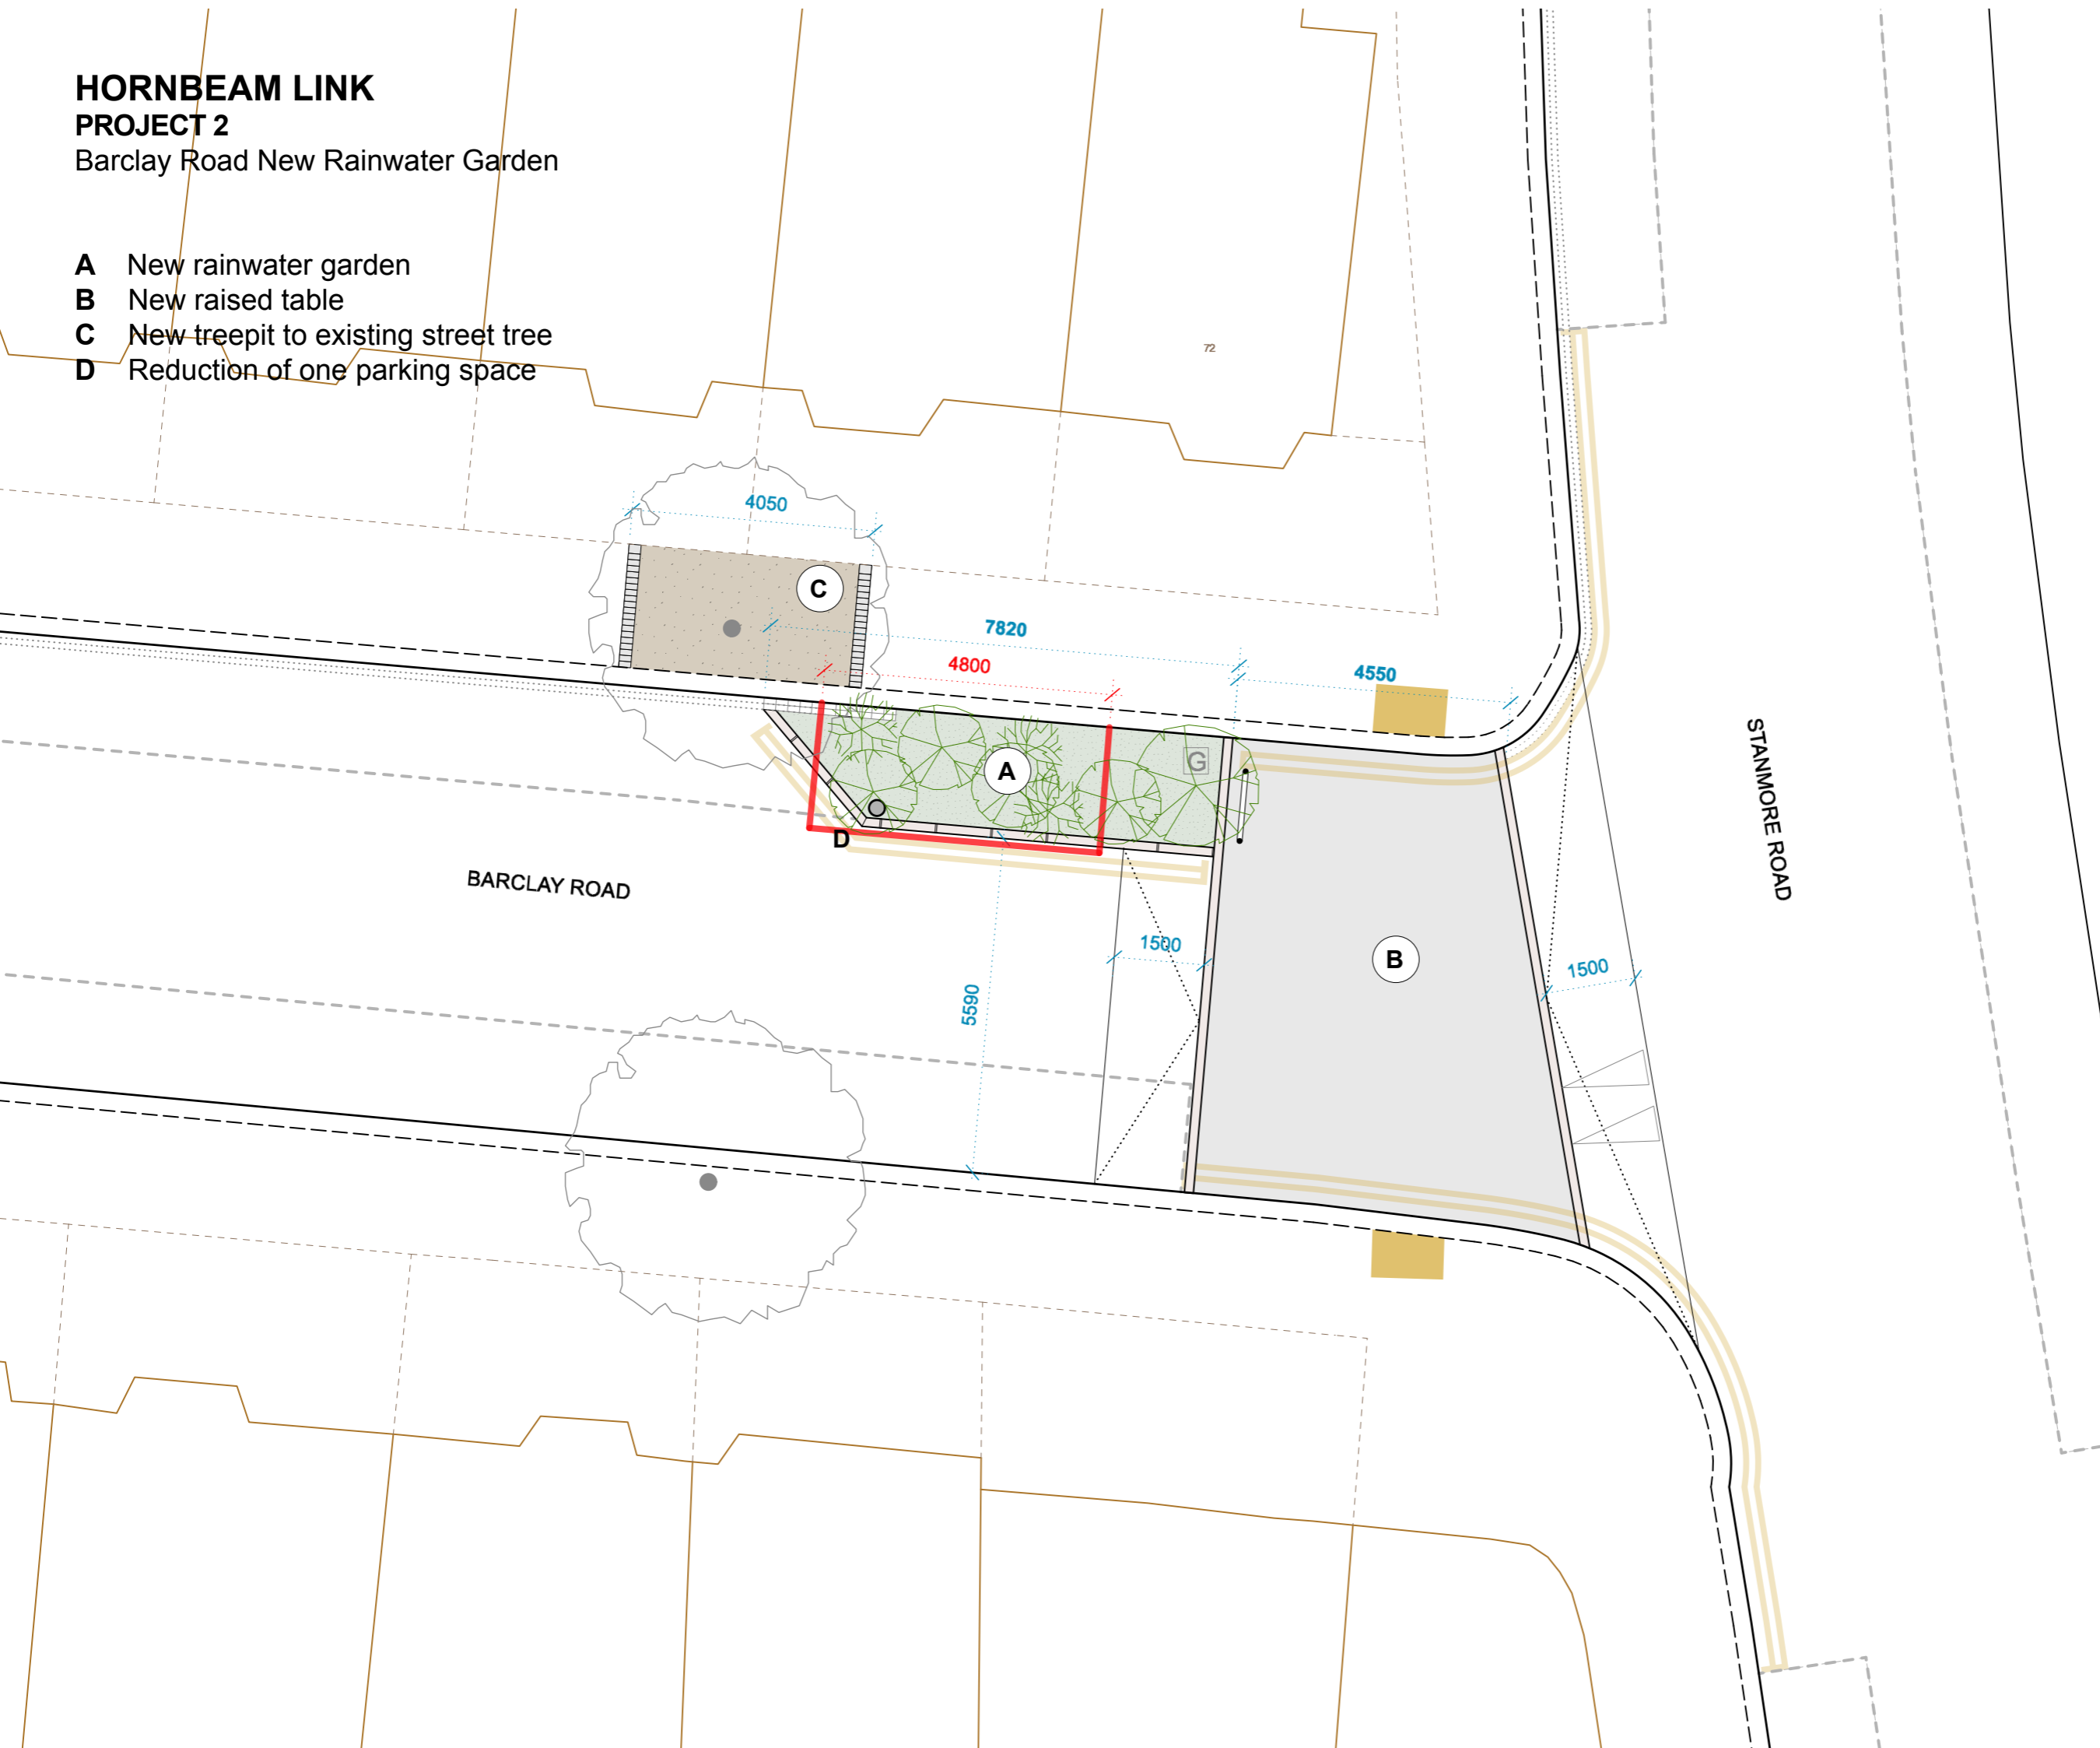 HORNBEAM LINK
PROJECT 2
Barclay Road New Rainwater Garden
A New rainwater garden
B New raised table
C New treepit to existing street tree
D Reduction of one parking space
72
4050
C
7820
4800
4550
A
G
D
STANMORE ROAD
BARCLAY ROAD
1500
B
1500
5590